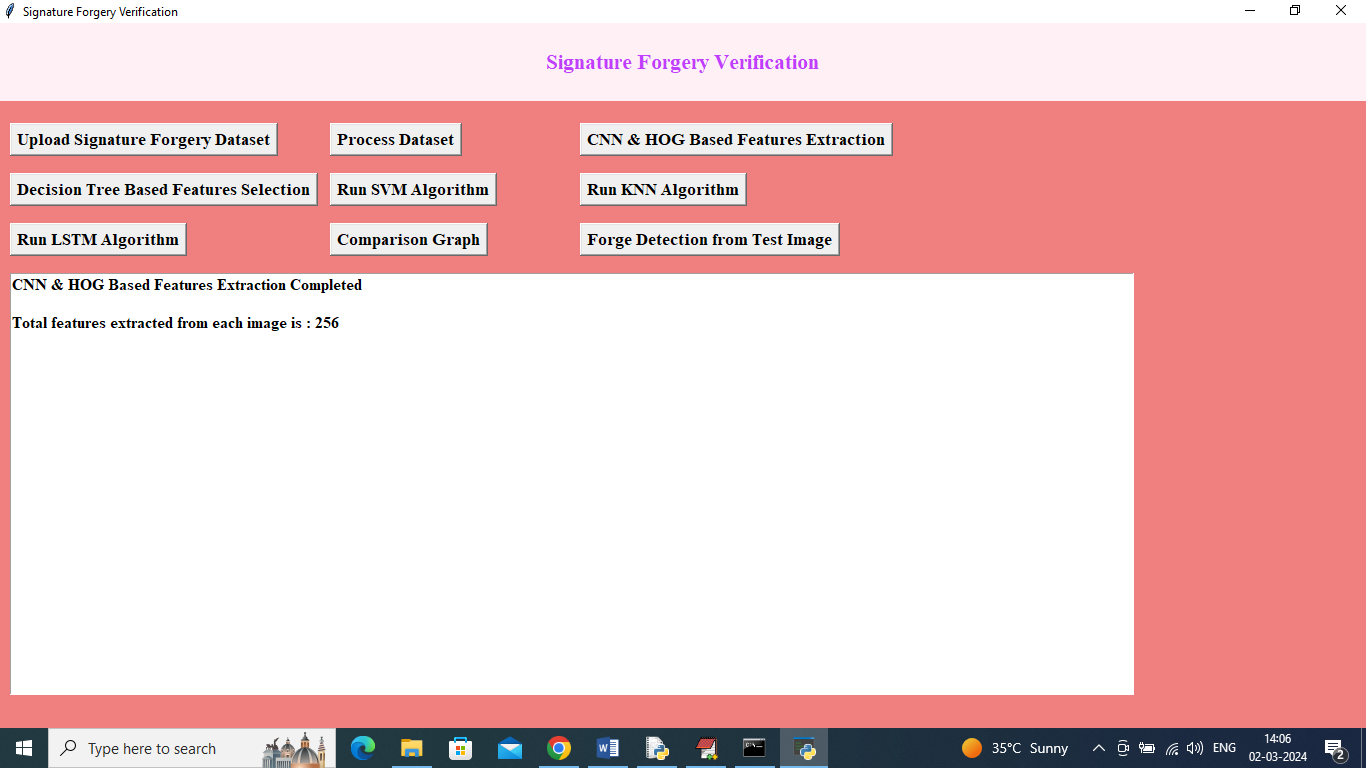 Signature Forgery Verification
Signature Forgery Verification
Upload Signature Forgery Dataset
Process Dataset
CNN & HOG Based Features Extraction
Decision Tree Based Features Selection
Run SVM Algorithm
Run KNN Algorithm
Run LSTM Algorithm
Comparison Graph
Forge Detection from Test Image
CNN & HOG Based Features Extraction Completed
Total features extracted from each image is : 256
Type here to search
35°C Sunny
ENG
14:06
02-03-2024
2